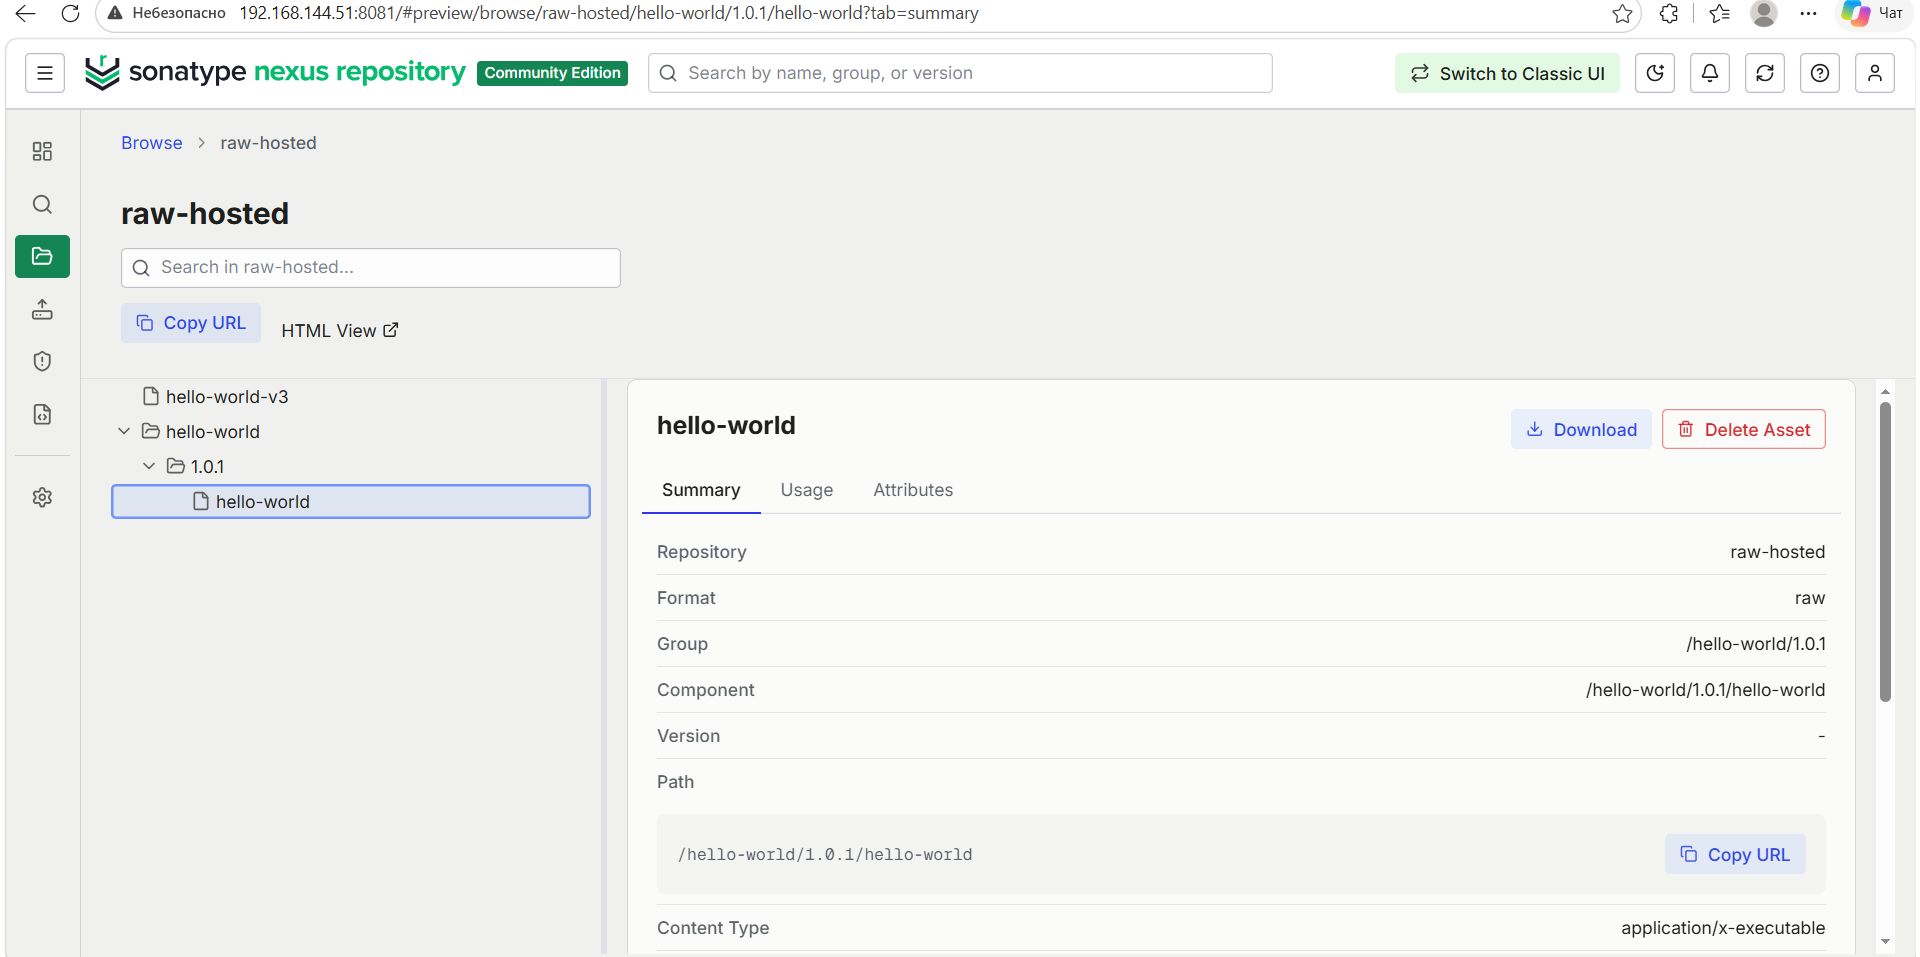 Небезопасно 192.168.144.51:8081/#preview/browse/raw-hosted/hello-world/1.0.1/hello-world?tab=summary Чат
sonatype nexus repository Community Edition Search by name, group, or version Switch to Classic UI
Browse > raw-hosted
raw-hosted
Search in raw-hosted...
Copy URL HTML View
hello-world-v3
hello-world
1.0.1
hello-world
hello-world
Download Delete Asset
Summary Usage Attributes
Repository raw-hosted
Format raw
Group /hello-world/1.0.1
Component /hello-world/1.0.1/hello-world
Version -
Path
/hello-world/1.0.1/hello-world Copy URL
Content Type application/x-executable